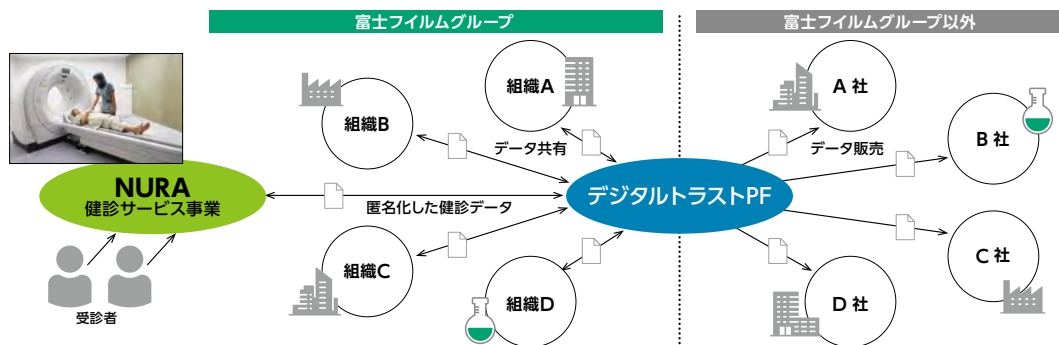 富士フイルムグループ
富士フイルムグループ以外
組織A
組織B
A 社
B 社
データ共有
データ販売
NURA
健診サービス事業
デジタルトラストPF
匿名化した健診データ
組織C
組織D
C 社
D 社
受診者